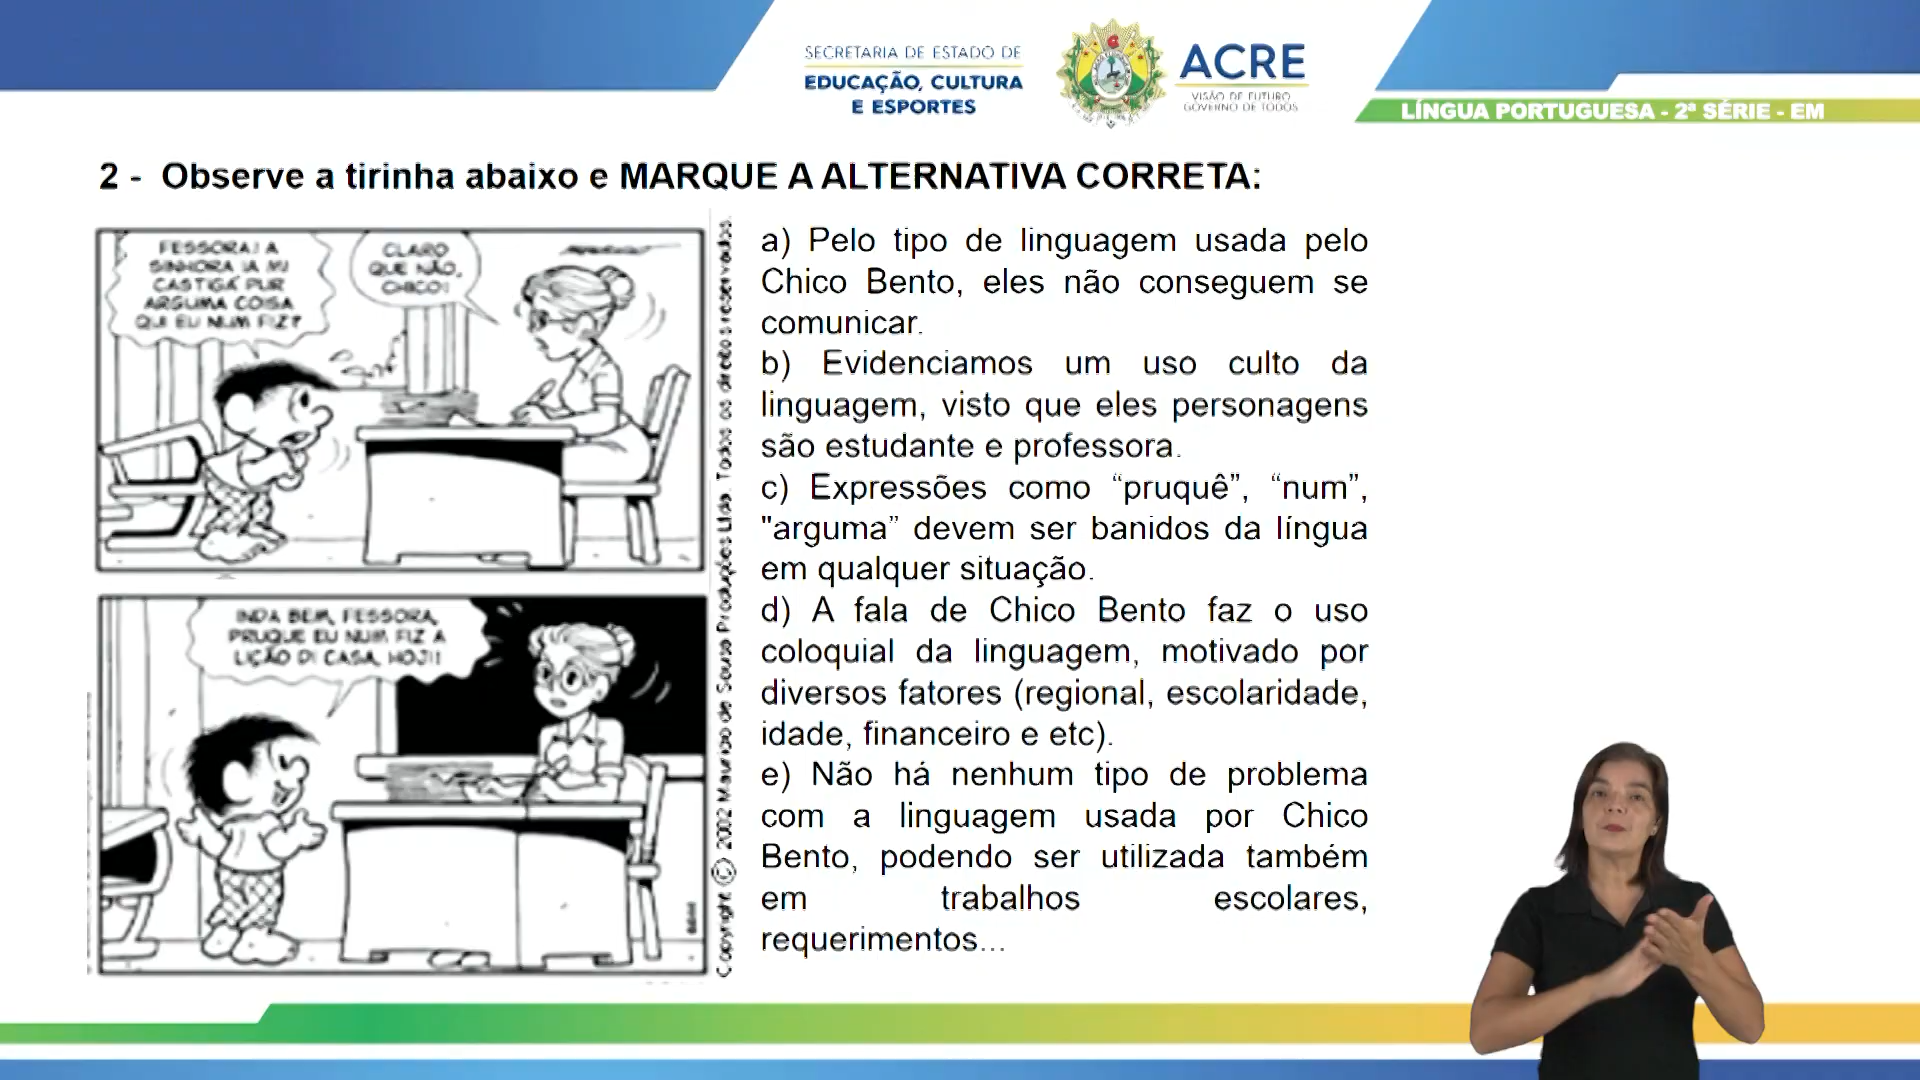 SECRETARIA DE ESTADO DE
EDUCAÇÃO, CULTURA
E ESPORTES
ACRE
VISÃO DE FUTURO
GOVERNO DE TODOS
LÍNGUA PORTUGUESA - 2ª SÉRIE - EM
2 - Observe a tirinha abaixo e MARQUE A ALTERNATIVA CORRETA:
FESSORA! A
SINHORA IA MI
CASTIGÁ PUR
ARGUMA COISA
QUI EU NUM FIZ?
CLARO
QUE NÃO,
CHICO!
INDA BEM, FESSORA,
PRUQUE EU NUM FIZ A
LIÇÃO DI CASA, HOJI!
Copyright © 2002 Mauricio de Sousa Produções Ltda. Todos os direitos reservados.
a) Pelo tipo de linguagem usada pelo
Chico Bento, eles não conseguem se
comunicar.
b) Evidenciamos um uso culto da
linguagem, visto que eles personagens
são estudante e professora.
c) Expressões como “pruquê”, “num”,
"arguma” devem ser banidos da língua
em qualquer situação.
d) A fala de Chico Bento faz o uso
coloquial da linguagem, motivado por
diversos fatores (regional, escolaridade,
idade, financeiro e etc).
e) Não há nenhum tipo de problema
com a linguagem usada por Chico
Bento, podendo ser utilizada também
em trabalhos escolares,
requerimentos...